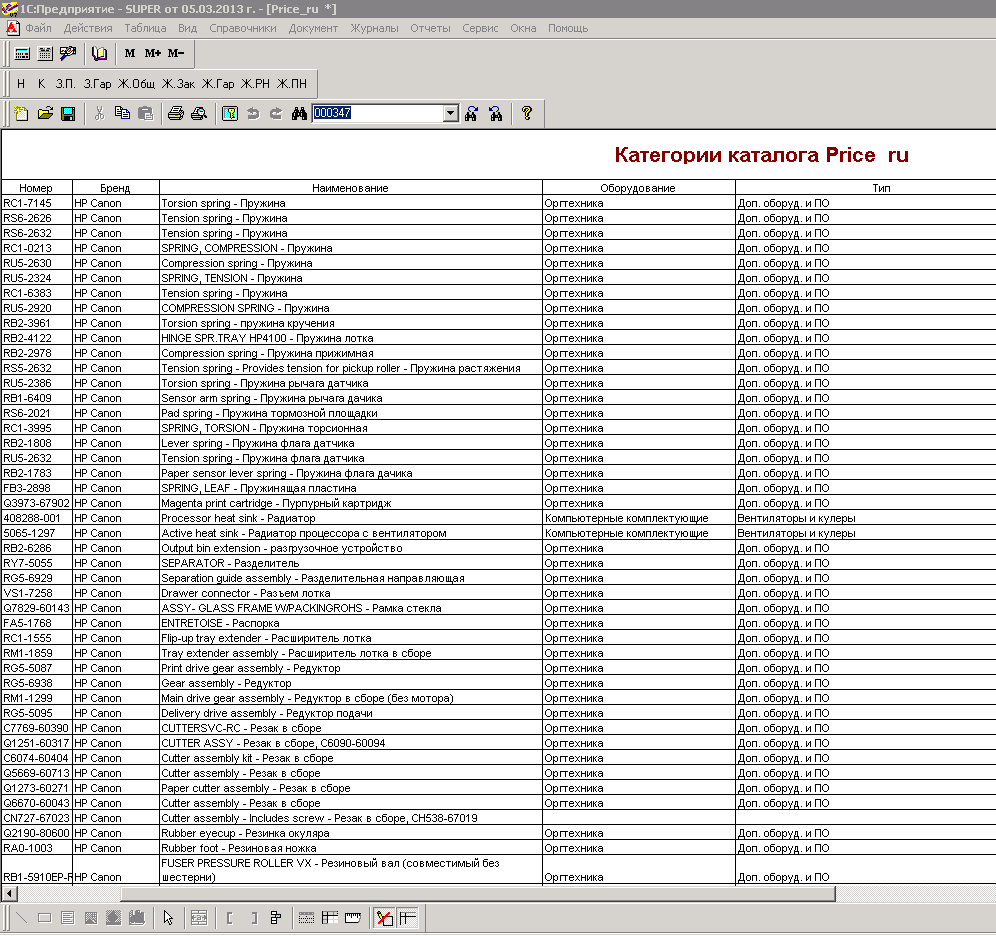 1С:Предприятие - SUPER от 05.03.2013 г. - [Price_ru *]
Файл Действия Таблица Вид Справочники Документ Журналы Отчеты Сервис Окна Помощь
M M+ M-
Н К З.П. З.Гар Ж.Общ Ж.Зак Ж.Гар Ж.РН Ж.ПН
000347
Категории каталога Price ru
Номер Бренд Наименование Оборудование Тип
RC1-7145 HP Canon Torsion spring - Пружина Оргтехника Доп. оборуд. и ПО
RS6-2626 HP Canon Tension spring - Пружина Оргтехника Доп. оборуд. и ПО
RS6-2632 HP Canon Tension spring - Пружина Оргтехника Доп. оборуд. и ПО
RC1-0213 HP Canon SPRING, COMPRESSION - Пружина Оргтехника Доп. оборуд. и ПО
RU5-2630 HP Canon Compression spring - Пружина Оргтехника Доп. оборуд. и ПО
RU5-2324 HP Canon SPRING, TENSION - Пружина Оргтехника Доп. оборуд. и ПО
RC1-6383 HP Canon Tension spring - Пружина Оргтехника Доп. оборуд. и ПО
RU5-2920 HP Canon COMPRESSION SPRING - Пружина Оргтехника Доп. оборуд. и ПО
RB2-3961 HP Canon Torsion spring - пружина кручения Оргтехника Доп. оборуд. и ПО
RB2-4122 HP Canon HINGE SPR.TRAY HP4100 - Пружина лотка Оргтехника Доп. оборуд. и ПО
RB2-2978 HP Canon Compression spring - Пружина прижимная Оргтехника Доп. оборуд. и ПО
RS5-2632 HP Canon Tension spring - Provides tension for pickup roller - Пружина растяжения Оргтехника Доп. оборуд. и ПО
RU5-2386 HP Canon Torsion spring - Пружина рычага датчика Оргтехника Доп. оборуд. и ПО
RB1-6409 HP Canon Sensor arm spring - Пружина рычага дачика Оргтехника Доп. оборуд. и ПО
RS6-2021 HP Canon Pad spring - Пружина тормозной площадки Оргтехника Доп. оборуд. и ПО
RC1-3995 HP Canon SPRING, TORSION - Пружина торсионная Оргтехника Доп. оборуд. и ПО
RB2-1808 HP Canon Lever spring - Пружина флага датчика Оргтехника Доп. оборуд. и ПО
RU5-2632 HP Canon Tension spring - Пружина флага датчика Оргтехника Доп. оборуд. и ПО
RB2-1783 HP Canon Paper sensor lever spring - Пружина флага дачика Оргтехника Доп. оборуд. и ПО
FB3-2898 HP Canon SPRING, LEAF - Пружинящая пластина Оргтехника Доп. оборуд. и ПО
Q3973-67902 HP Canon Magenta print cartridge - Пурпурный картридж Оргтехника Доп. оборуд. и ПО
408288-001 HP Canon Processor heat sink - Радиатор Компьютерные комплектующие Вентиляторы и кулеры
5065-1297 HP Canon Active heat sink - Радиатор процессора с вентилятором Компьютерные комплектующие Вентиляторы и кулеры
RB2-6286 HP Canon Output bin extension - разгрузочное устройство Оргтехника Доп. оборуд. и ПО
RY7-5055 HP Canon SEPARATOR - Разделитель Оргтехника Доп. оборуд. и ПО
RG5-6929 HP Canon Separation guide assembly - Разделительная направляющая Оргтехника Доп. оборуд. и ПО
VS1-7258 HP Canon Drawer connector - Разъем лотка Оргтехника Доп. оборуд. и ПО
Q7829-60143 HP Canon ASSY- GLASS FRAME W/PACKINGROHS - Рамка стекла Оргтехника Доп. оборуд. и ПО
FA5-1768 HP Canon ENTRETOISE - Распорка Оргтехника Доп. оборуд. и ПО
RC1-1555 HP Canon Flip-up tray extender - Расширитель лотка Оргтехника Доп. оборуд. и ПО
RM1-1859 HP Canon Tray extender assembly - Расширитель лотка в сборе Оргтехника Доп. оборуд. и ПО
RG5-5087 HP Canon Print drive gear assembly - Редуктор Оргтехника Доп. оборуд. и ПО
RG5-6938 HP Canon Gear assembly - Редуктор Оргтехника Доп. оборуд. и ПО
RM1-1299 HP Canon Main drive gear assembly - Редуктор в сборе (без мотора) Оргтехника Доп. оборуд. и ПО
RG5-5095 HP Canon Delivery drive assembly - Редуктор подачи Оргтехника Доп. оборуд. и ПО
C7769-60390 HP Canon CUTTERSVC-RC - Резак в сборе Оргтехника Доп. оборуд. и ПО
Q1251-60317 HP Canon CUTTER ASSY - Резак в сборе, C6090-60094 Оргтехника Доп. оборуд. и ПО
C6074-60404 HP Canon Cutter assembly kit - Резак в сборе Оргтехника Доп. оборуд. и ПО
Q5669-60713 HP Canon Cutter assembly - Резак в сборе Оргтехника Доп. оборуд. и ПО
Q1273-60271 HP Canon Paper cutter assembly - Резак в сборе Оргтехника Доп. оборуд. и ПО
Q6670-60043 HP Canon Cutter assembly - Резак в сборе Оргтехника Доп. оборуд. и ПО
CN727-67023 HP Canon Cutter assembly - Includes screw - Резак в сборе, CH538-67019
Q2190-80600 HP Canon Rubber eyecup - Резинка окуляра Оргтехника Доп. оборуд. и ПО
RA0-1003 HP Canon Rubber foot - Резиновая ножка Оргтехника Доп. оборуд. и ПО
FUSER PRESSURE ROLLER VX - Резиновый вал (совместимый без
RB1-5910EP-F HP Canon шестерни) Оргтехника Доп. оборуд. и ПО